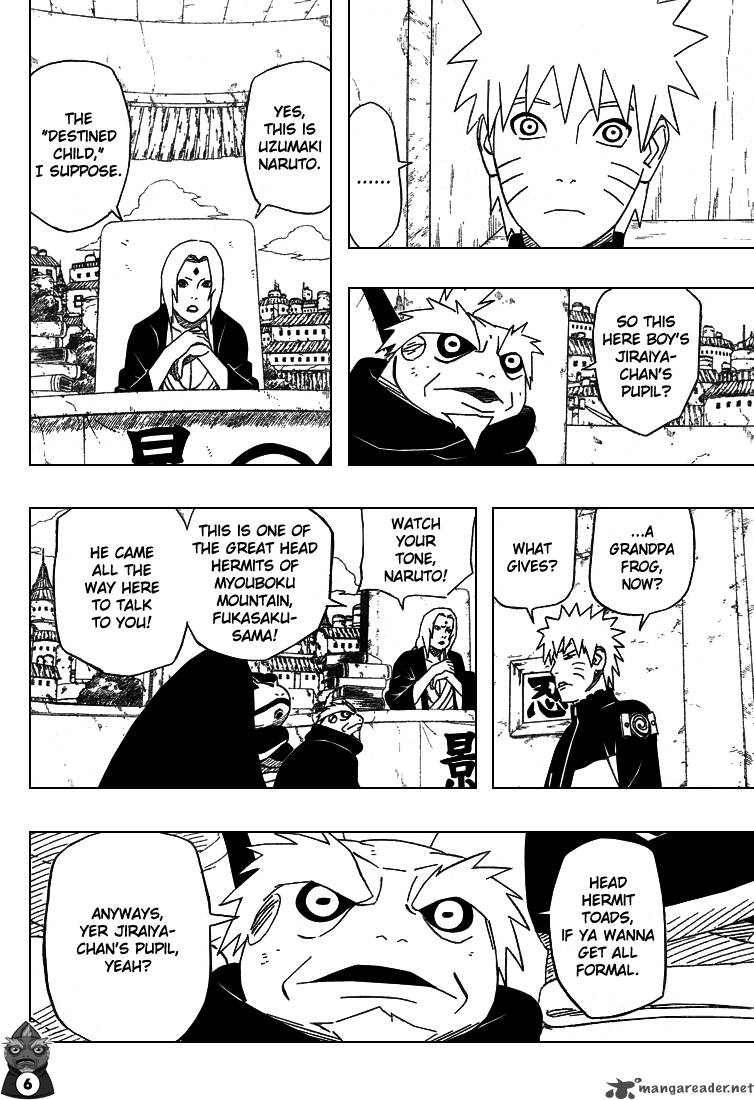 ......
YES,
THIS IS
UZUMAKI
NARUTO.
THE
"DESTINED
CHILD,"
I SUPPOSE.
SO THIS
HERE BOY'S
JIRAIYA-
CHAN'S
PUPIL?
景
...A
GRANDPA
FROG,
NOW?
WHAT
GIVES?
忍
WATCH
YOUR
TONE,
NARUTO!
THIS IS ONE
OF THE
GREAT HEAD
HERMITS OF
MYOUBOKU
MOUNTAIN,
FUKASAKU-
SAMA!
HE CAME
ALL THE
WAY HERE
TO TALK
TO YOU!
影
HEAD
HERMIT
TOADS,
IF YA WANNA
GET ALL
FORMAL.
ANYWAYS,
YER JIRAIYA-
CHAN'S PUPIL,
YEAH?
6
mangareader.net